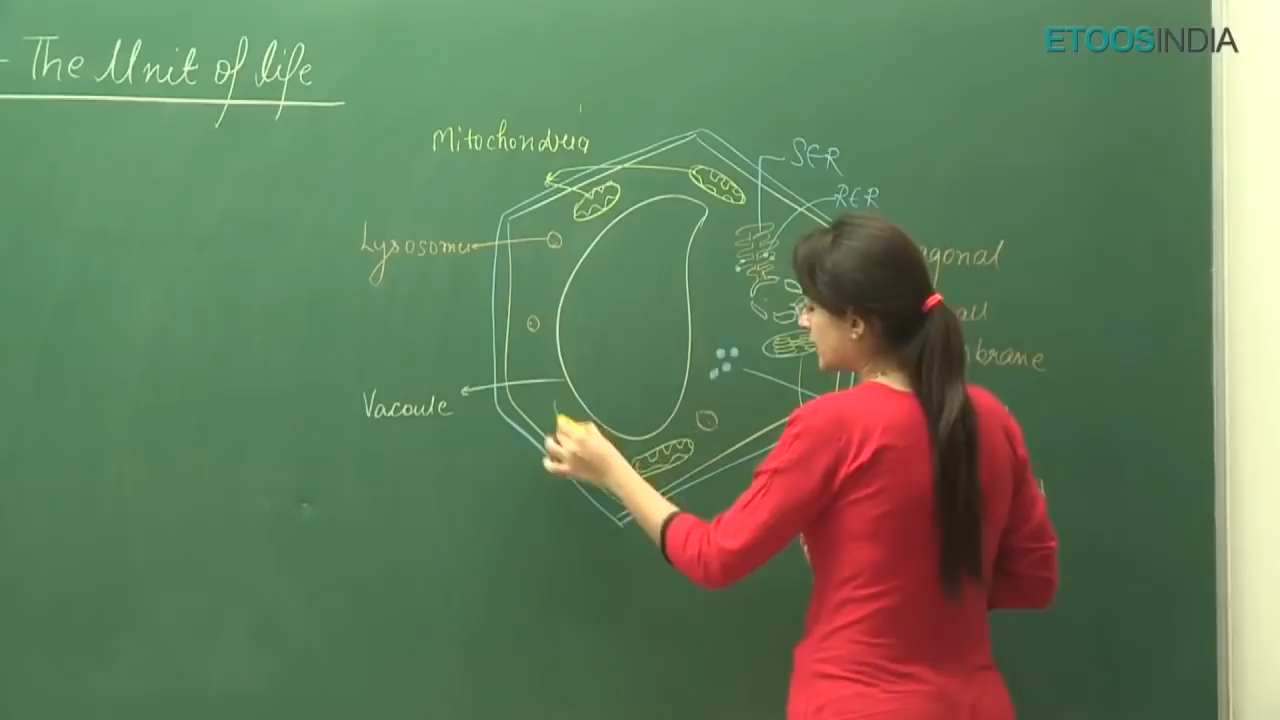 - The Unit of life
ETOOSINDIA
Mitochondria
SER
RER
Lysosome
Vacoule